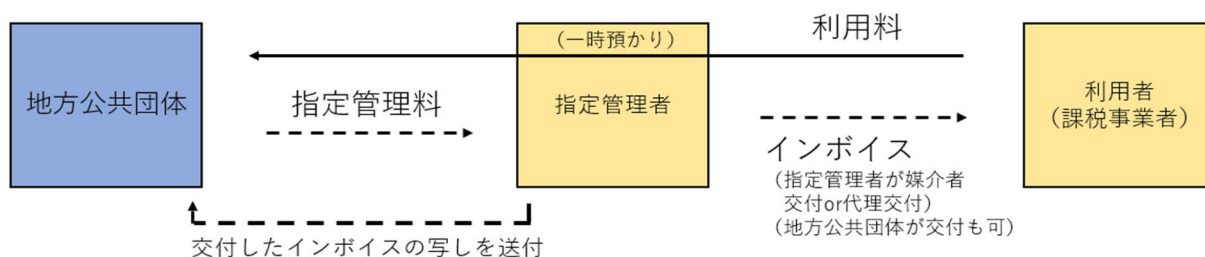 地方公共団体
指定管理料
(一時預かり)
指定管理者
利用料
インボイス
(指定管理者が媒介者
交付or代理交付)
(地方公共団体が交付も可)
利用者
(課税事業者)
交付したインボイスの写しを送付